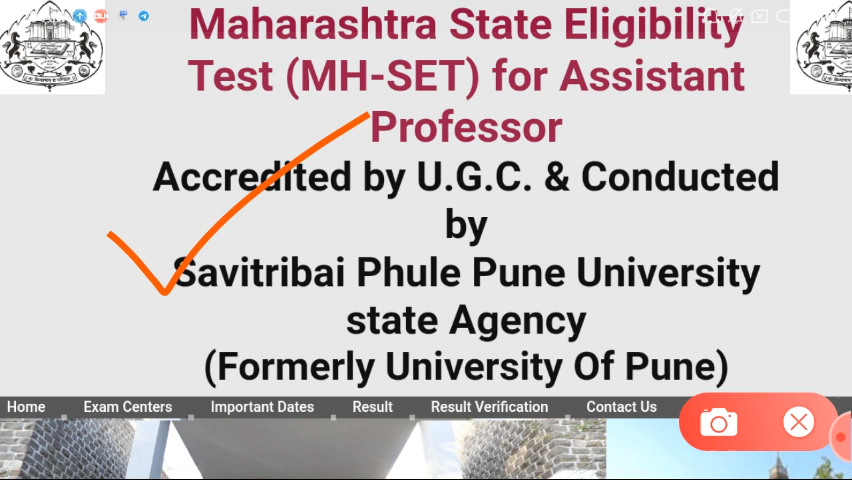 Maharashtra State Eligibility
Test (MH-SET) for Assistant
Professor
Accredited by U.G.C. & Conducted
by
Savitribai Phule Pune University
state Agency
(Formerly University Of Pune)
Home Exam Centers Important Dates Result Result Verification Contact Us